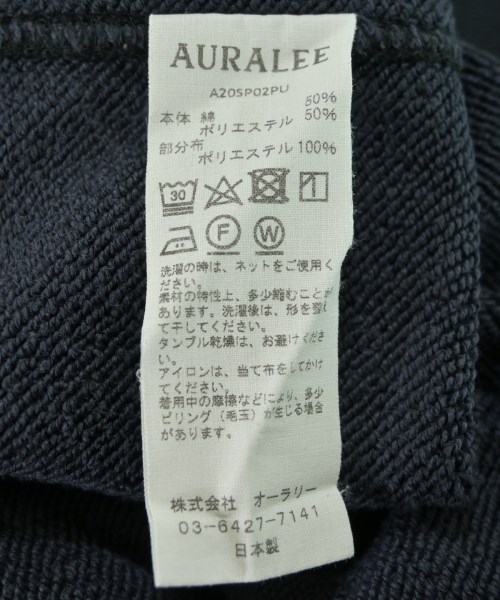 AURALEE
A20SP02PU
本体 綿 50%
ポリエステル 50%
部分布
ポリエステル 100%
30
F W
洗濯の時は、ネットをご使用く
ださい。
素材の特性上、多少縮むことが
あります。洗濯後は、形を整え
て干してください。
タンブル乾燥は、お避けくださ
い。
アイロンは、当て布をしてかけ
てください。
着用中の摩擦などにより、多少
ピリング(毛玉)が生じる場合
があります。
株式会社 オーラリー
03-6427-7141
日本製